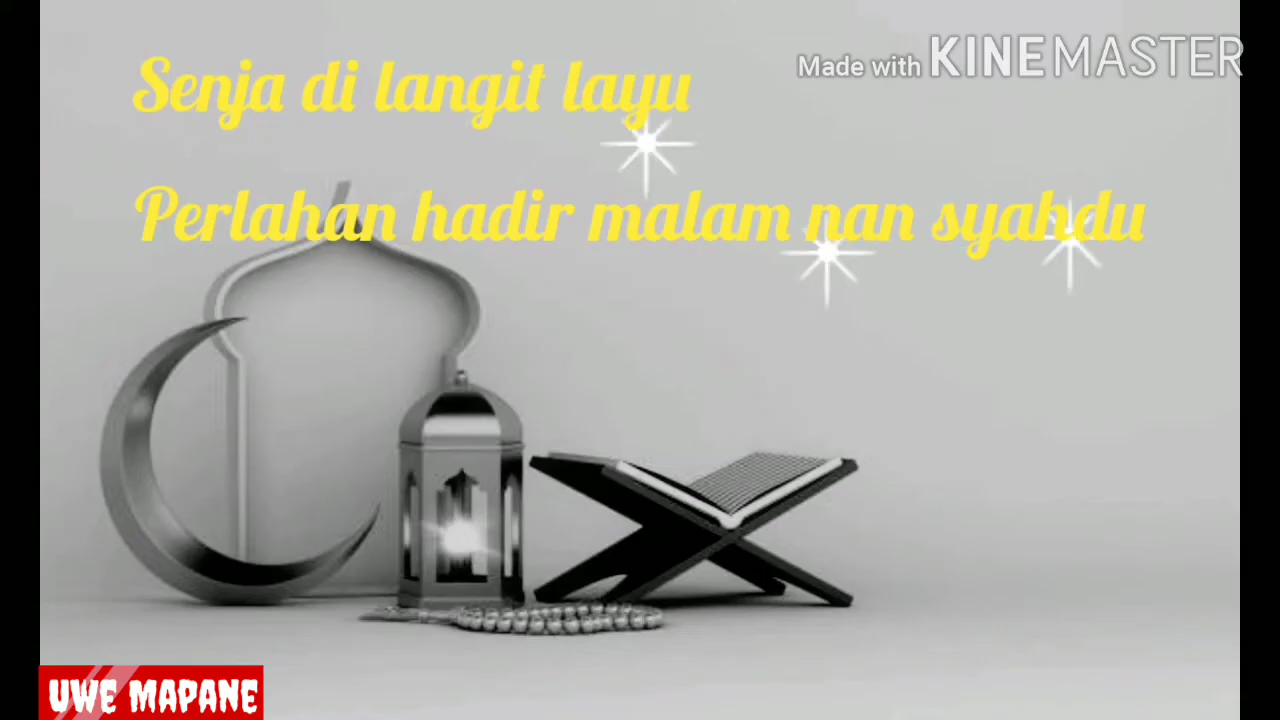 Made with KINEMASTER
Senja di langit layu
Perlahan hadir malam nan syahdu
UWE MAPANE